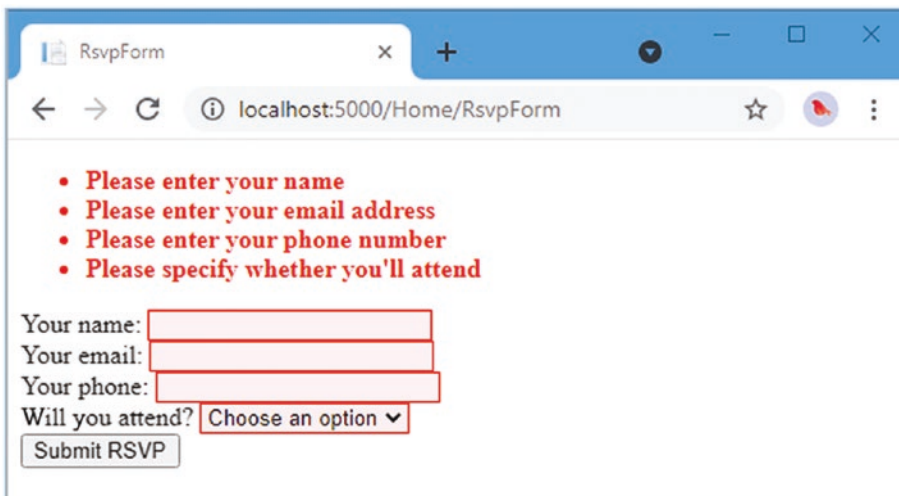 RsvpForm
localhost:5000/Home/RsvpForm
Please enter your name
Please enter your email address
Please enter your phone number
Please specify whether you'll attend
Your name:
Your email:
Your phone:
Will you attend? Choose an option
Submit RSVP